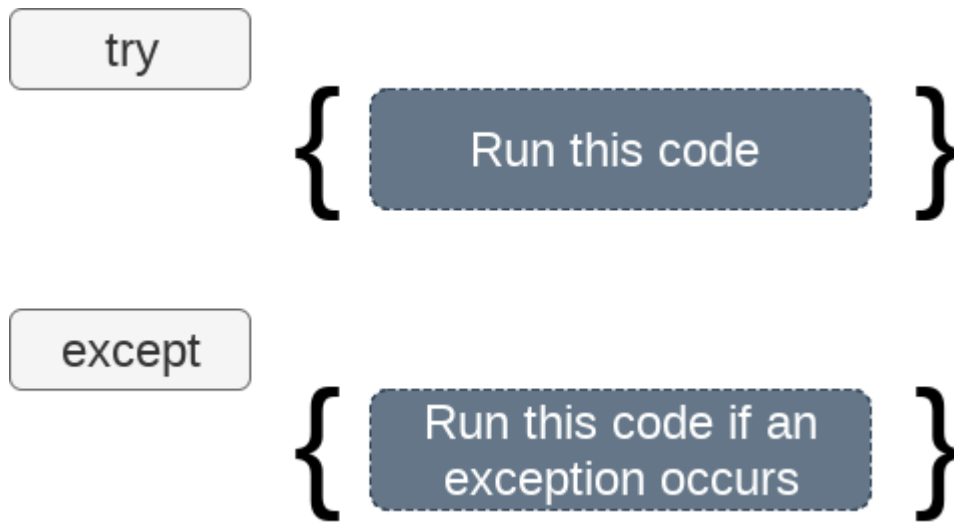 try
{ Run this code }
except
{ Run this code if an
exception occurs }